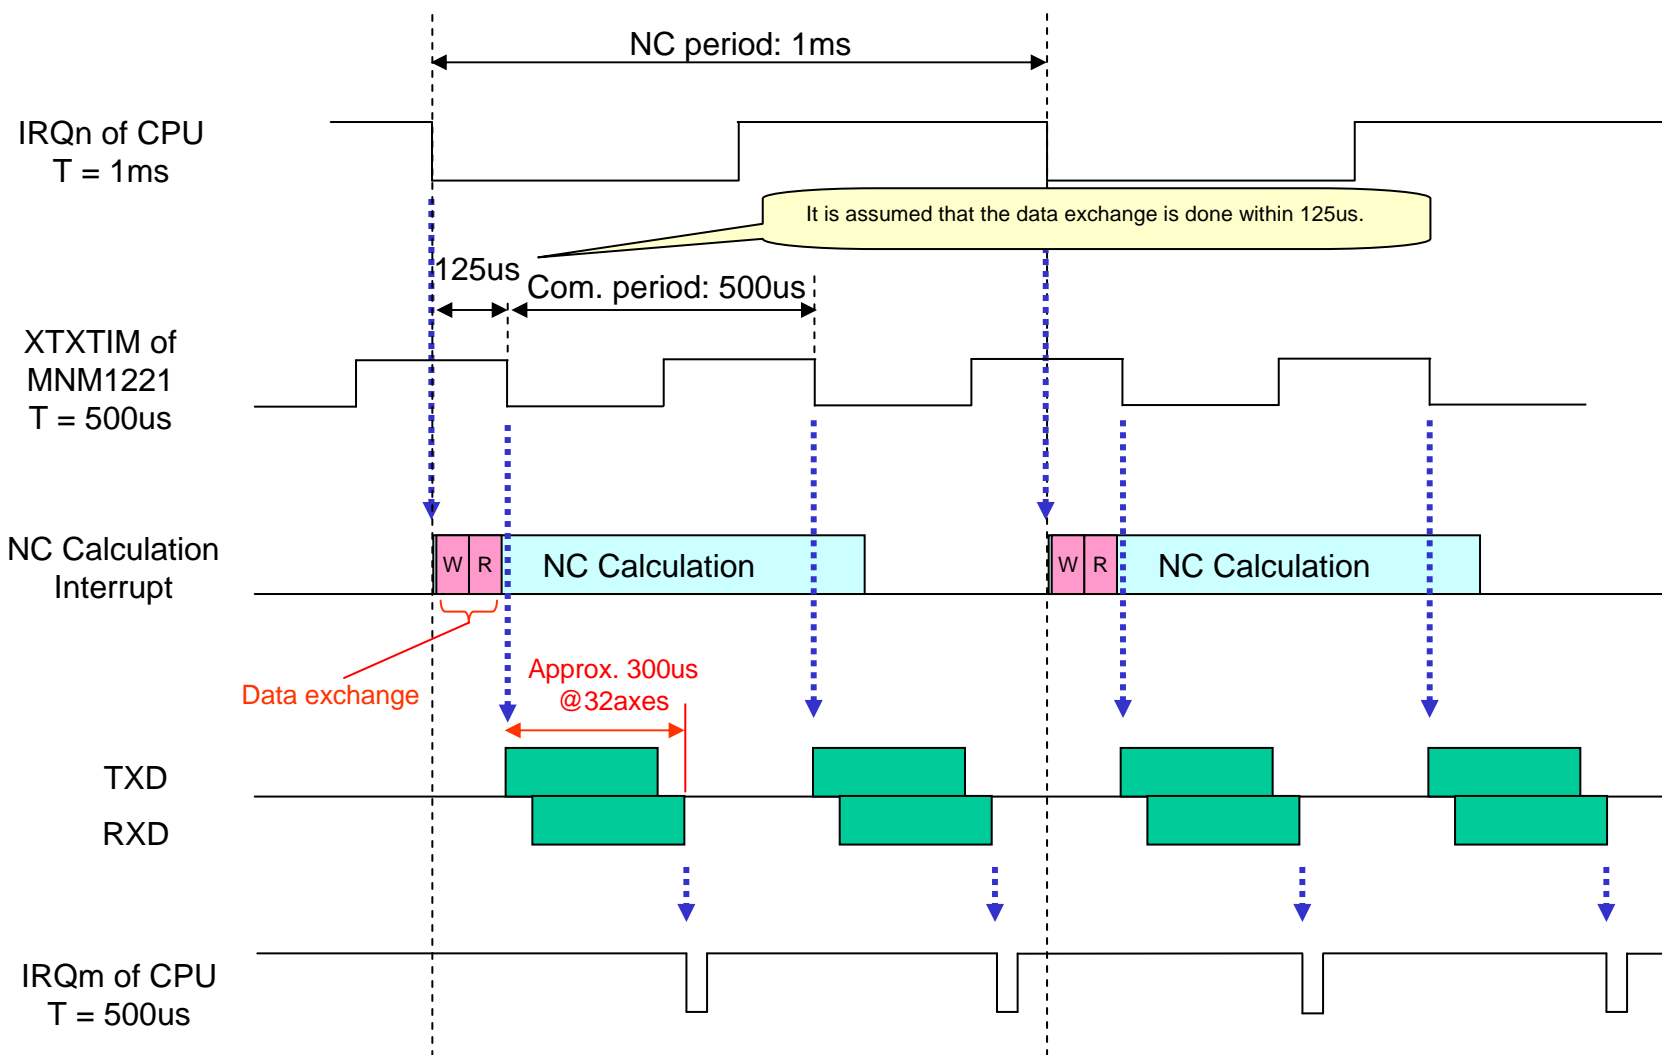 NC period: 1ms
IRQn of CPU
T = 1ms
It is assumed that the data exchange is done within 125us.
125us
Com. period: 500us
XTXTIM of
MNM1221
T = 500us
NC Calculation
Interrupt
W
R
NC Calculation
W
R
NC Calculation
Data exchange
Approx. 300us
@32axes
TXD
RXD
IRQm of CPU
T = 500us